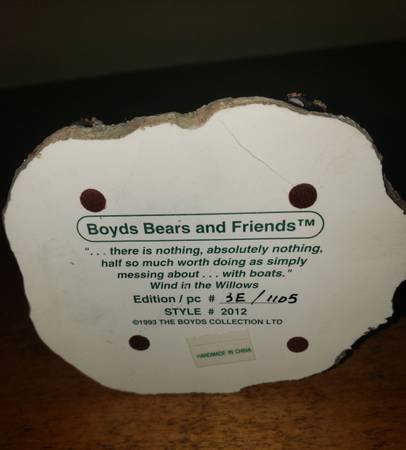 Boyds Bears and Friends™
". . . there is nothing, absolutely nothing,
half so much worth doing as simply
messing about . . . with boats."
Wind in the Willows
Edition / pc # 3E / 1105
STYLE # 2012
©1993 THE BOYDS COLLECTION LTD
HANDMADE IN CHINA